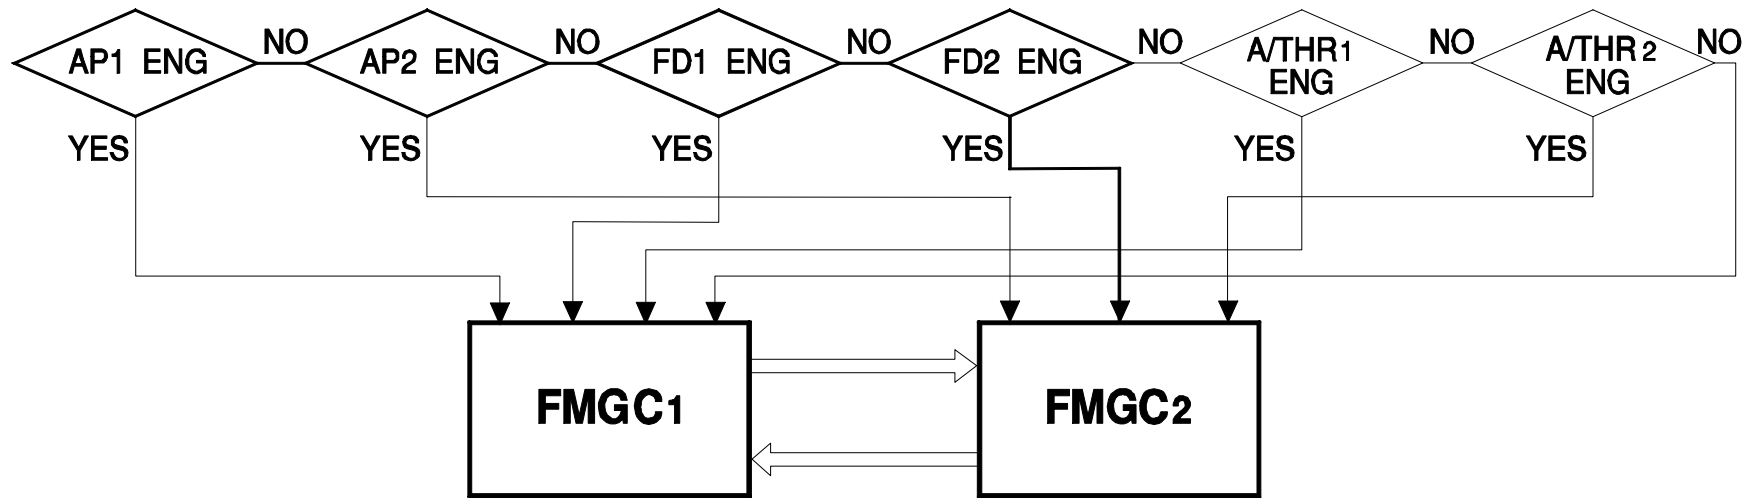 AP1 ENG
NO
AP2 ENG
NO
FD1 ENG
NO
FD2 ENG
NO
A/THR1
ENG
NO
A/THR2
ENG
NO
YES
YES
YES
YES
YES
YES
FMGC1
FMGC2